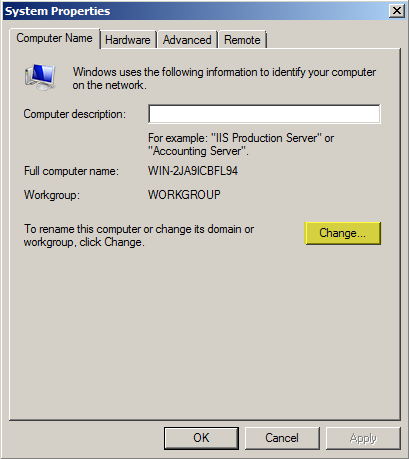 System Properties
Computer Name Hardware Advanced Remote
Windows uses the following information to identify your computer
on the network.
Computer description:
For example: "IIS Production Server" or
"Accounting Server".
Full computer name: WIN-2JA9ICBFL94
Workgroup: WORKGROUP
To rename this computer or change its domain or
workgroup, click Change.
Change...
OK Cancel Apply